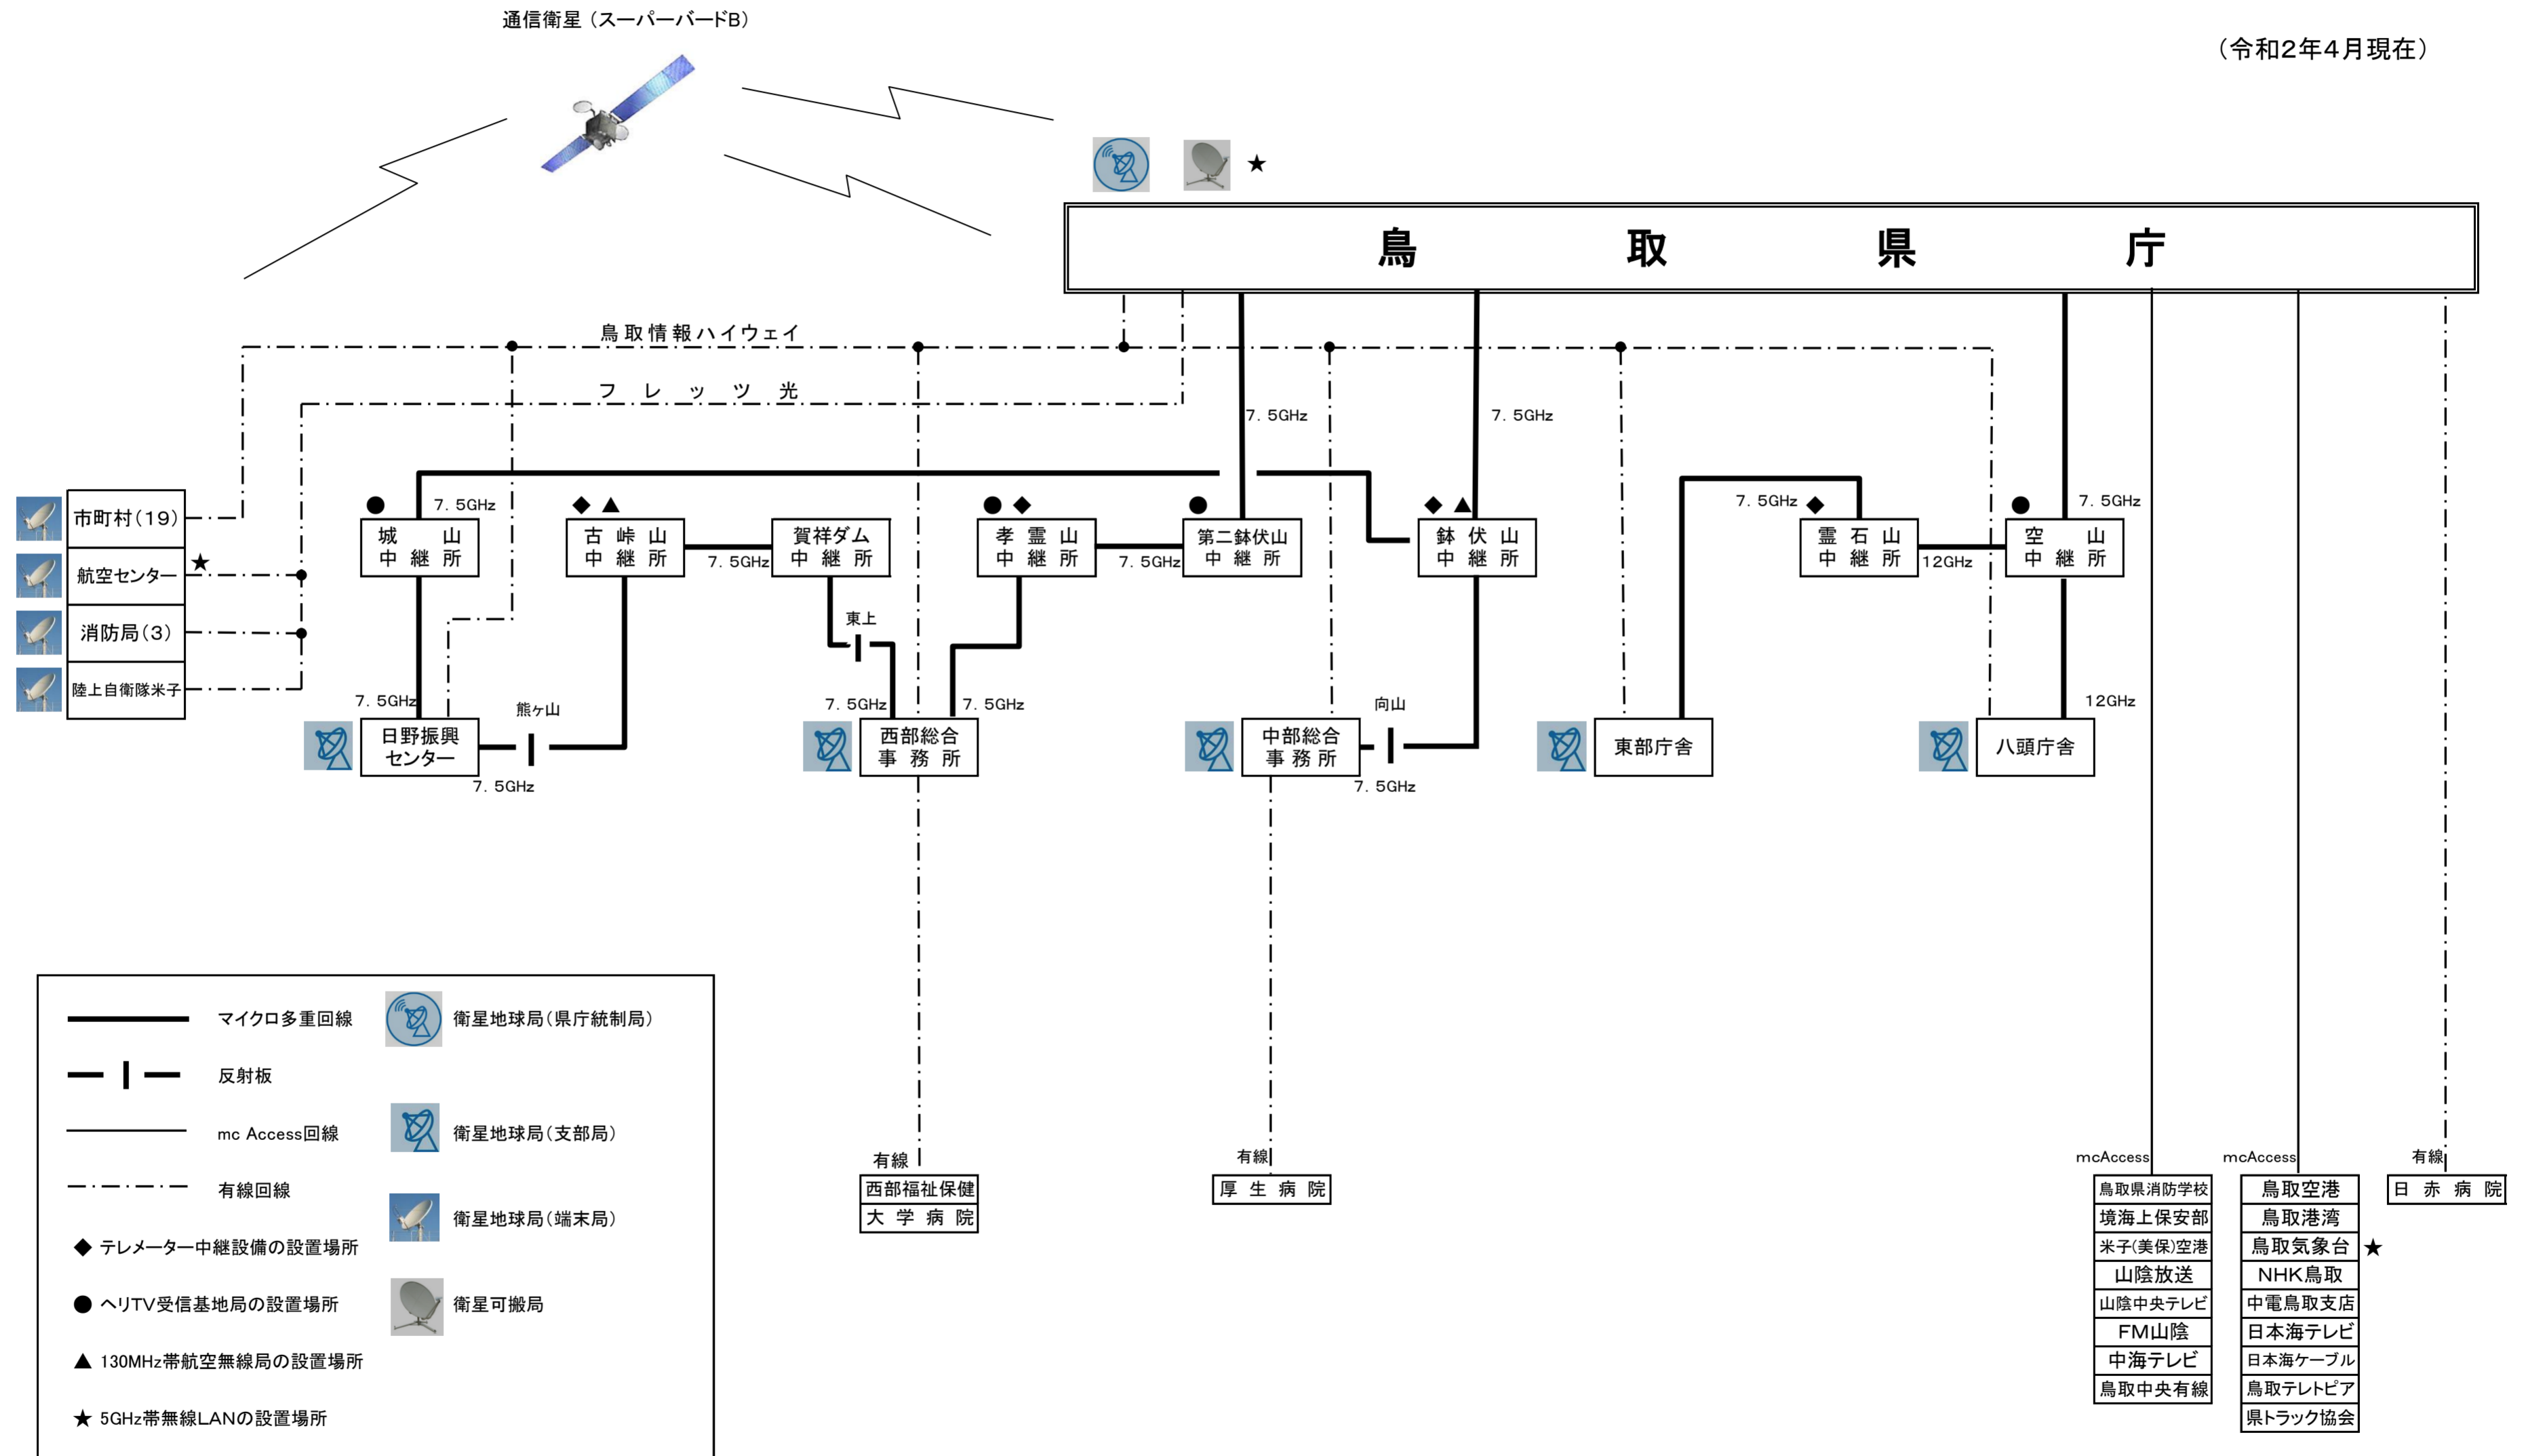 通信衛星（スーパーバードB）
（令和2年4月現在）
★
鳥取県庁
鳥取情報ハイウェイ
フレッツ光
7.5GHz
7.5GHz
市町村（19）
航空センター
★
消防局（3）
陸上自衛隊米子
● 7.5GHz
城山
中継所
◆▲
古峠山
中継所
7.5GHz
賀祥ダム
中継所
●◆
孝霊山
中継所
7.5GHz
●
第二鉢伏山
中継所
◆▲
鉢伏山
中継所
7.5GHz ◆
霊石山
中継所
12GHz
● 7.5GHz
空山
中継所
東上
7.5GHz
日野振興
センター
熊ヶ山
7.5GHz
7.5GHz
7.5GHz
西部総合
事務所
中部総合
事務所
向山
7.5GHz
東部庁舎
12GHz
八頭庁舎
有線
西部福祉保健
大学病院
有線
厚生病院
mcAccess
鳥取県消防学校
境海上保安部
米子(美保)空港
山陰放送
山陰中央テレビ
FM山陰
中海テレビ
鳥取中央有線
mcAccess
鳥取空港
鳥取港湾
鳥取気象台 ★
NHK鳥取
中電鳥取支店
日本海テレビ
日本海ケーブル
鳥取テレトピア
県トラック協会
有線
日赤病院
マイクロ多重回線
反射板
mc Access回線
有線回線
◆ テレメーター中継設備の設置場所
● ヘリTV受信基地局の設置場所
▲ 130MHz帯航空無線局の設置場所
★ 5GHz帯無線LANの設置場所
衛星地球局（県庁統制局）
衛星地球局（支部局）
衛星地球局（端末局）
衛星可搬局